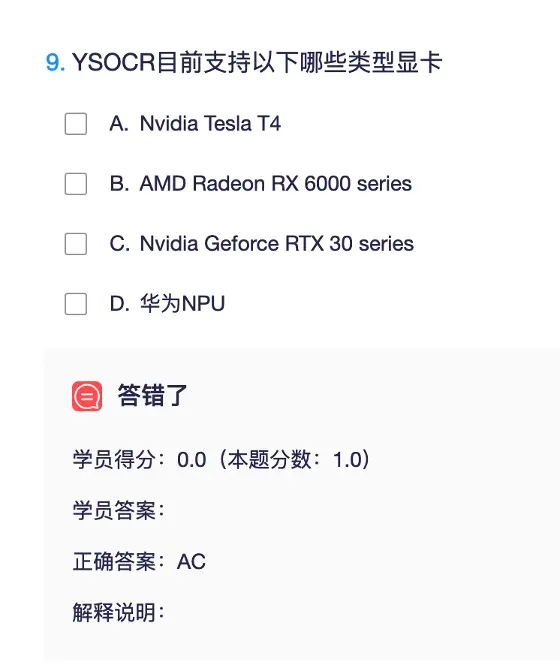 9. YSOCR目前支持以下哪些类型显卡
A. Nvidia Tesla T4
B. AMD Radeon RX 6000 series
C. Nvidia Geforce RTX 30 series
D. 华为NPU
答错了
学员得分：0.0（本题分数：1.0）
学员答案：
正确答案：AC
解释说明：